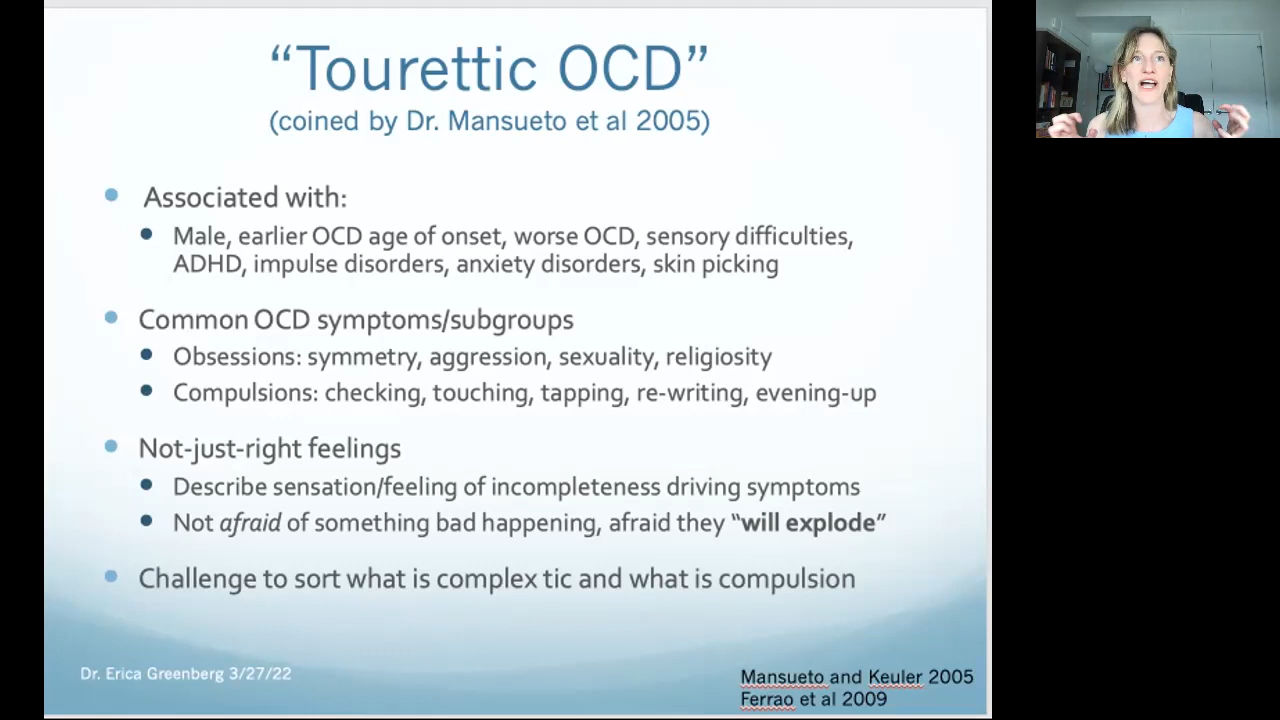 “Tourettic OCD”
(coined by Dr. Mansueto et al 2005)
Associated with:
Male, earlier OCD age of onset, worse OCD, sensory difficulties,
ADHD, impulse disorders, anxiety disorders, skin picking
Common OCD symptoms/subgroups
Obsessions: symmetry, aggression, sexuality, religiosity
Compulsions: checking, touching, tapping, re-writing, evening-up
Not-just-right feelings
Describe sensation/feeling of incompleteness driving symptoms
Not afraid of something bad happening, afraid they “will explode”
Challenge to sort what is complex tic and what is compulsion
Dr. Erica Greenberg 3/27/22
Mansueto and Keuler 2005
Ferrao et al 2009